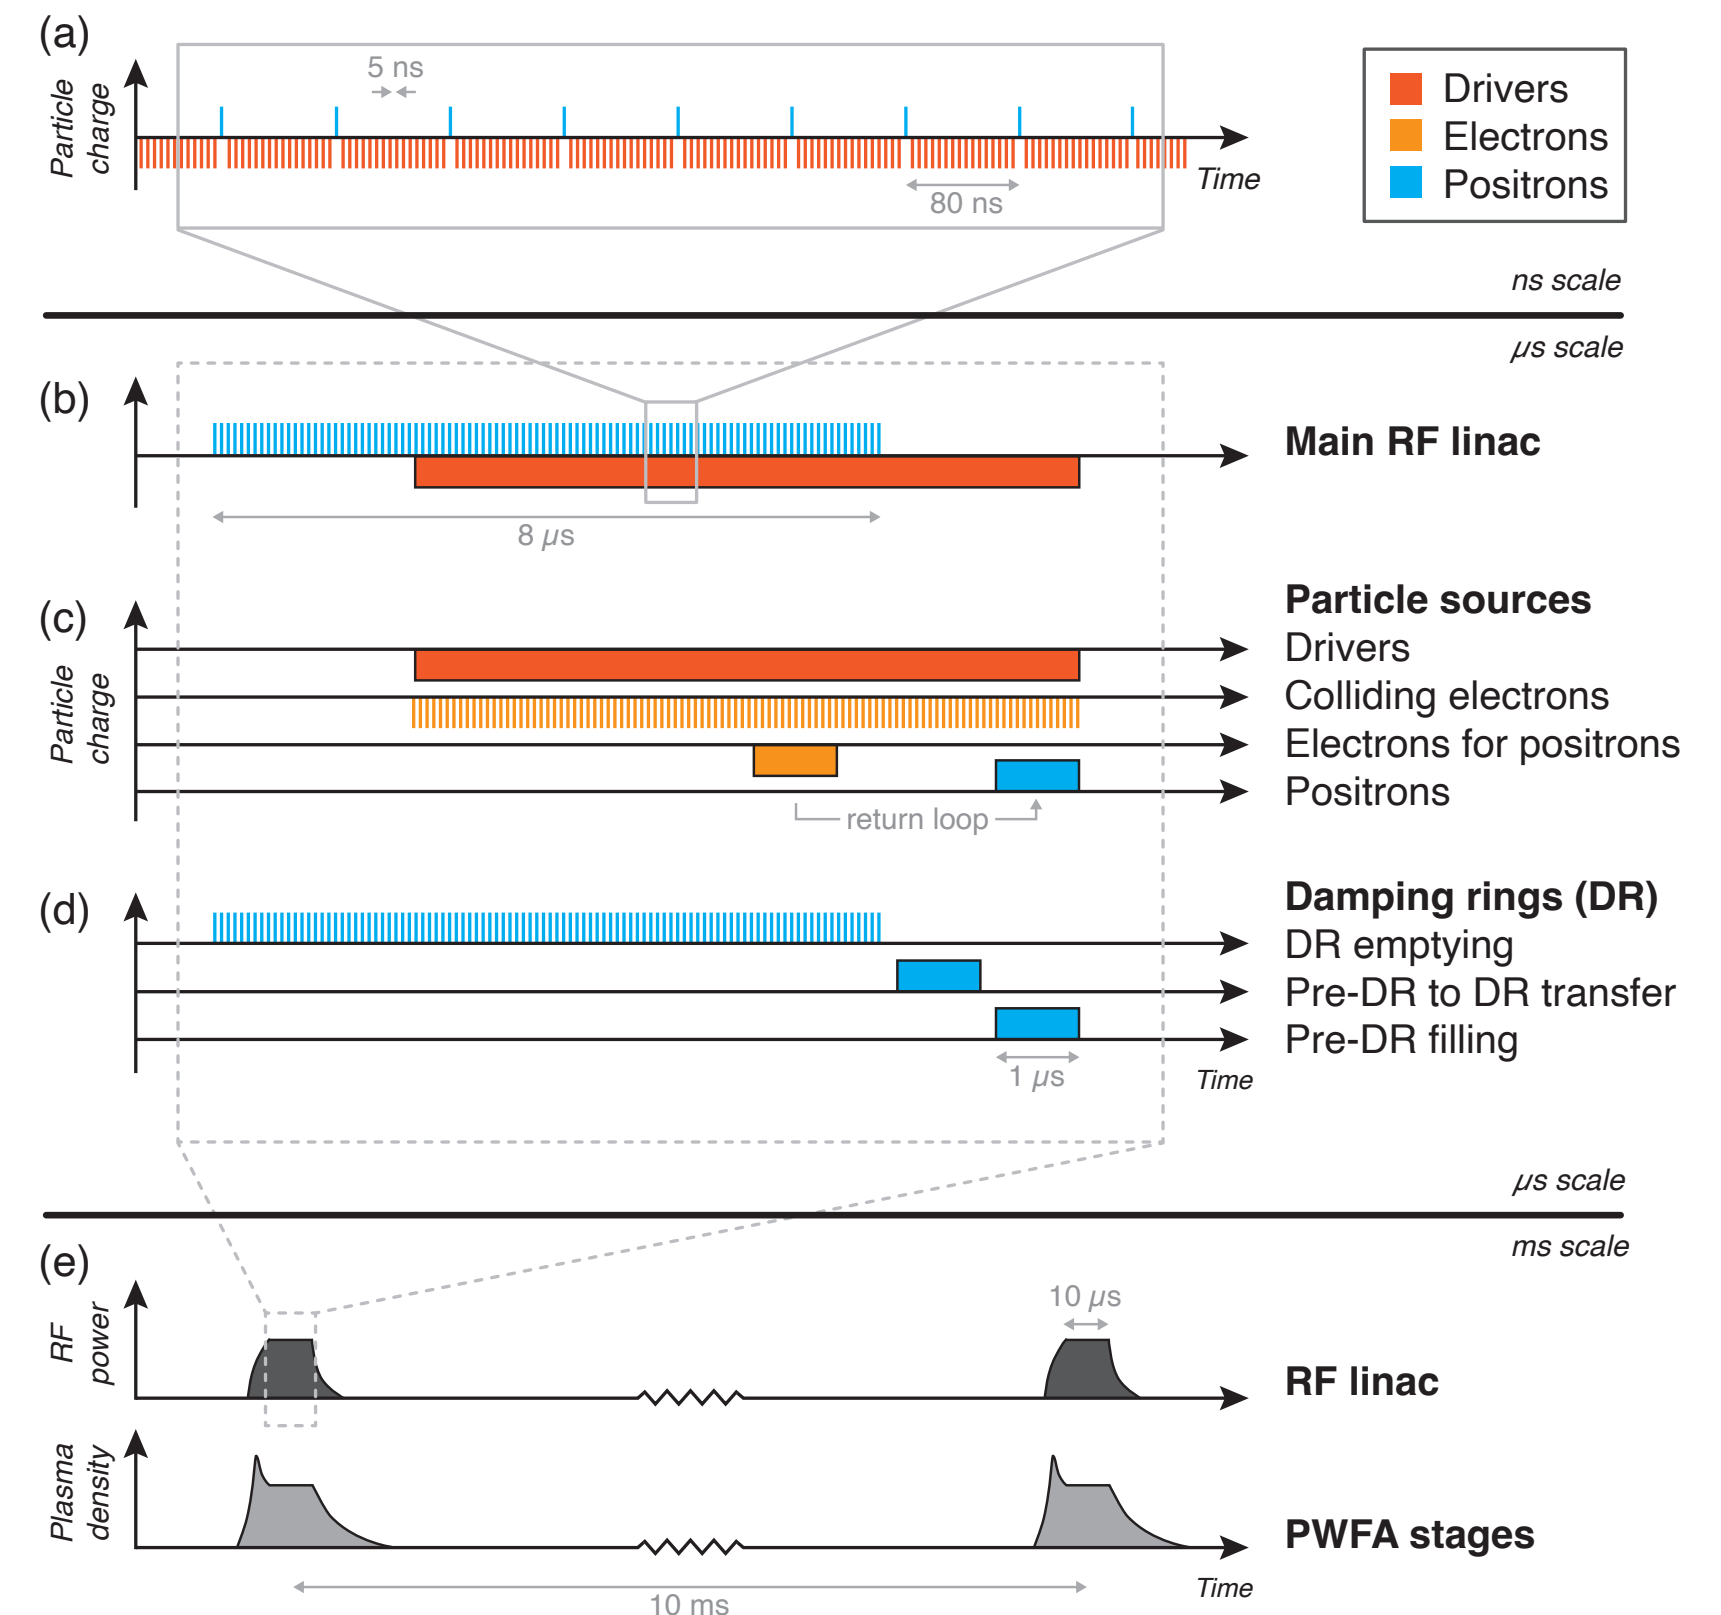 (a)
Particle
charge
5 ns
80 ns
Time
Drivers
Electrons
Positrons
ns scale
µs scale
(b)
8 µs
Main RF linac
(c)
Particle
charge
return loop
Particle sources
Drivers
Colliding electrons
Electrons for positrons
Positrons
(d)
Damping rings (DR)
DR emptying
Pre-DR to DR transfer
Pre-DR filling
1 µs
Time
µs scale
ms scale
(e)
RF
power
10 µs
RF linac
Plasma
density
PWFA stages
Time
10 ms